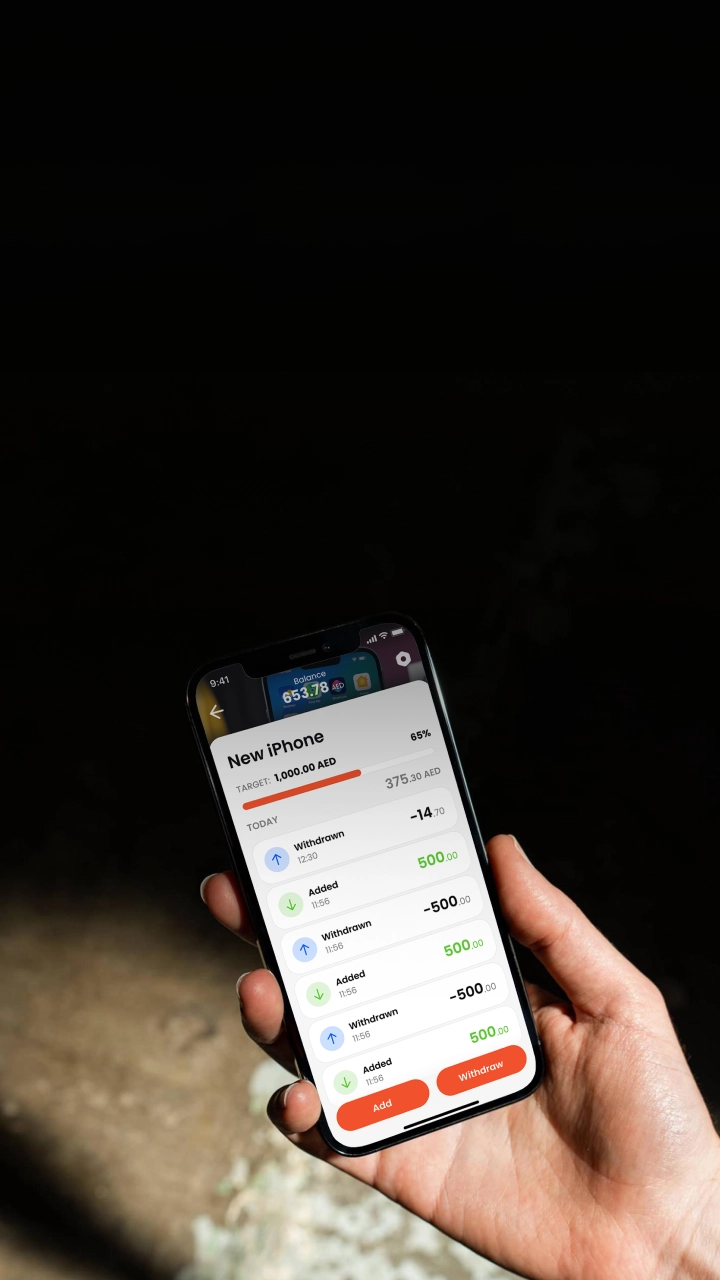 9:41
Balance
653.78 AED
New iPhone
65%
TARGET: 1,000.00 AED
375.30 AED
TODAY
Withdrawn
-14.70
12:30
Added
500.00
11:56
Withdrawn
-500.00
11:56
Added
500.00
11:56
Withdrawn
-500.00
11:56
Added
500.00
11:56
Add
Withdraw